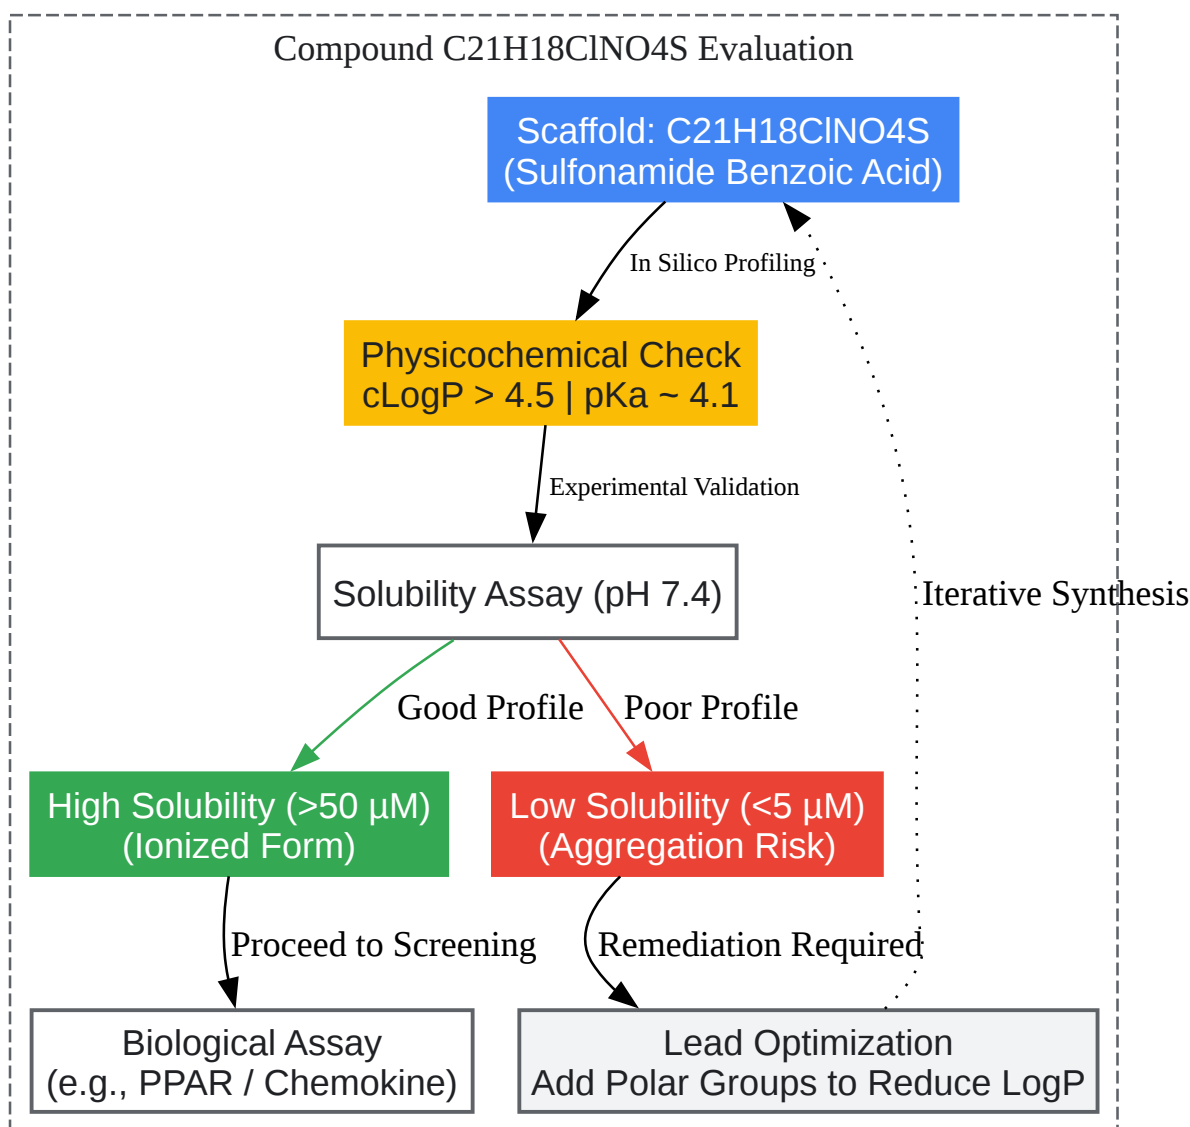 Compound C21H18ClNO4S Evaluation
Scaffold: C21H18ClNO4S
(Sulfonamide Benzoic Acid)
In Silico Profiling
Physicochemical Check
cLogP > 4.5 | pKa ~ 4.1
Experimental Validation
Solubility Assay (pH 7.4)
Iterative Synthesis
Good Profile
Poor Profile
High Solubility (>50 µM)
(Ionized Form)
Low Solubility (<5 µM)
(Aggregation Risk)
Proceed to Screening
Remediation Required
Biological Assay
(e.g., PPAR / Chemokine)
Lead Optimization
Add Polar Groups to Reduce LogP